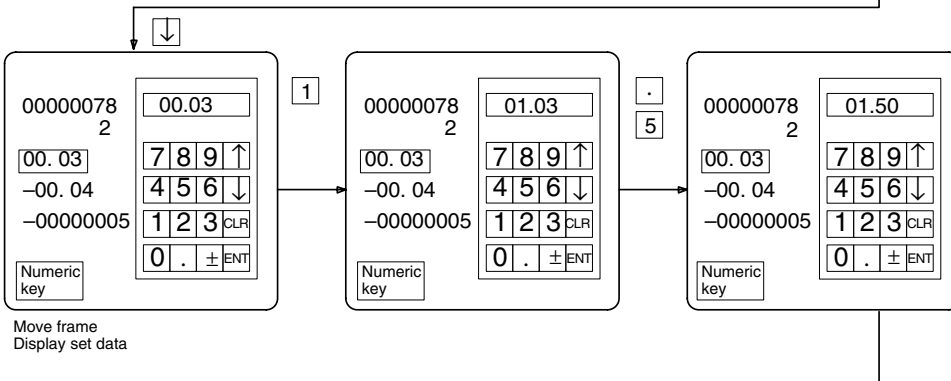 ↓
00000078
2
00. 03
–00. 04
–00000005
Numeric
key
00.03
7 8 9 ↑
4 5 6 ↓
1 2 3 CLR
0 . ± ENT
Move frame
Display set data
1
00000078
2
00. 03
–00. 04
–00000005
Numeric
key
01.03
7 8 9 ↑
4 5 6 ↓
1 2 3 CLR
0 . ± ENT
.
5
00000078
2
00. 03
–00. 04
–00000005
Numeric
key
01.50
7 8 9 ↑
4 5 6 ↓
1 2 3 CLR
0 . ± ENT